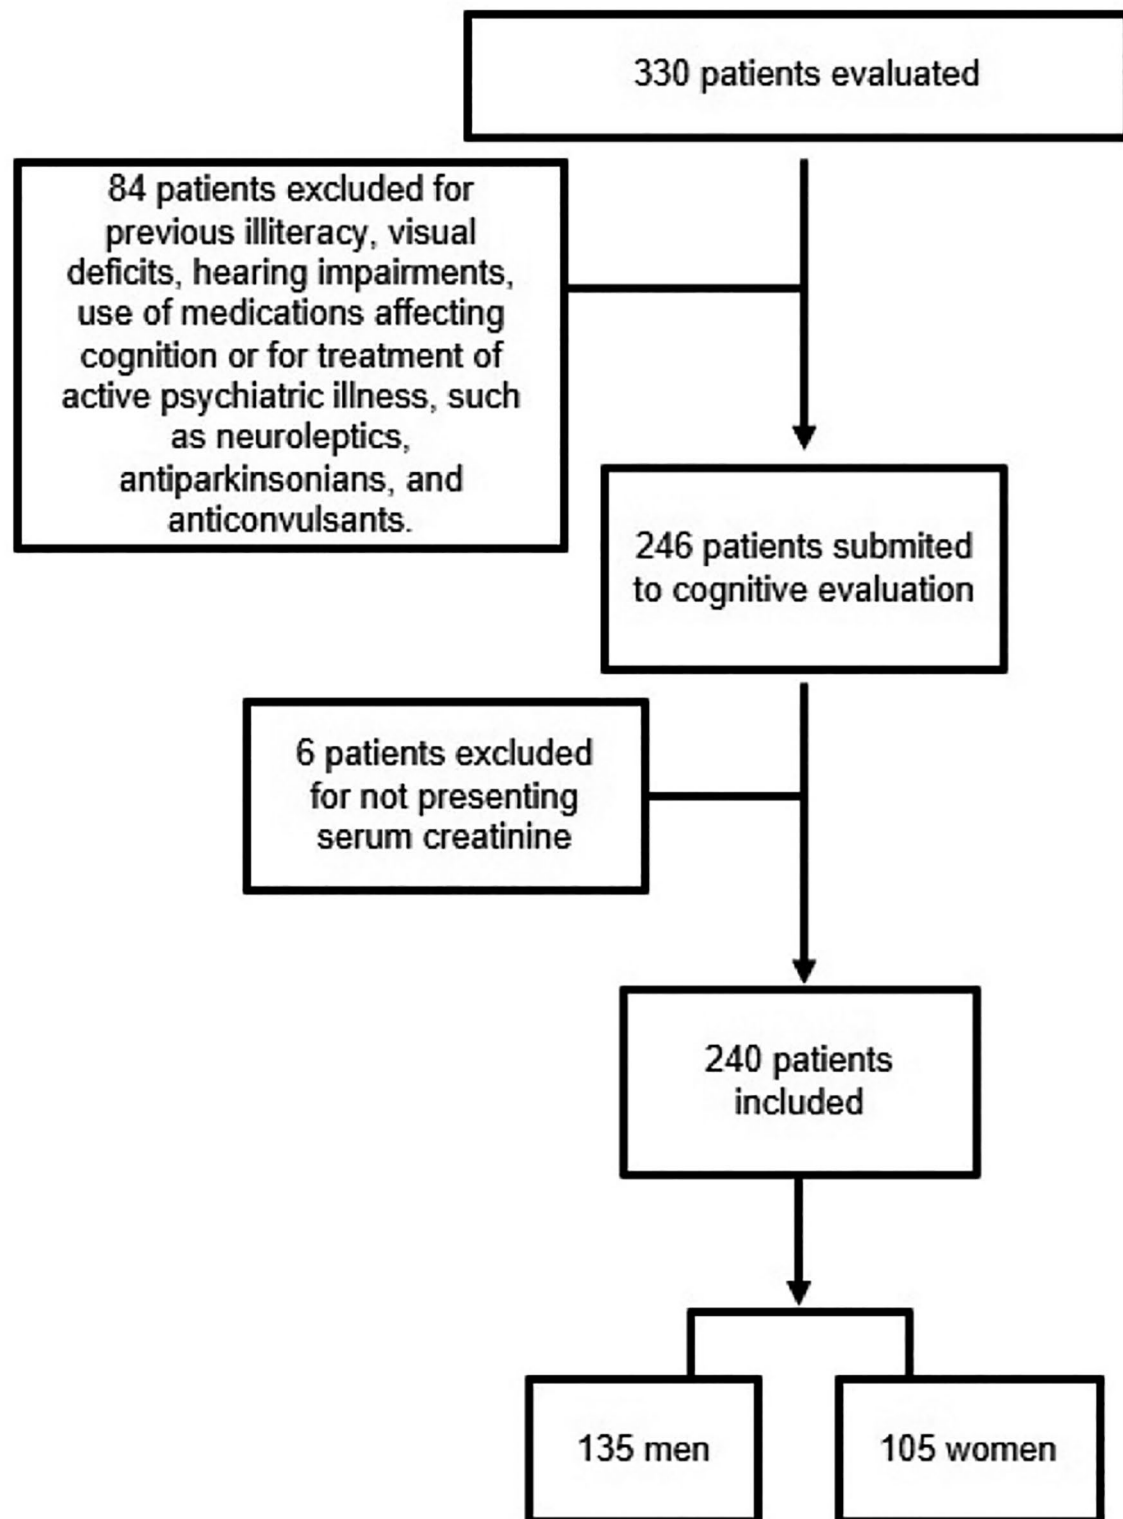 330 patients evaluated
84 patients excluded for
previous illiteracy, visual
deficits, hearing impairments,
use of medications affecting
cognition or for treatment of
active psychiatric illness, such
as neuroleptics,
antiparkinsonians, and
anticonvulsants.
246 patients submited
to cognitive evaluation
6 patients excluded
for not presenting
serum creatinine
240 patients
included
135 men
105 women